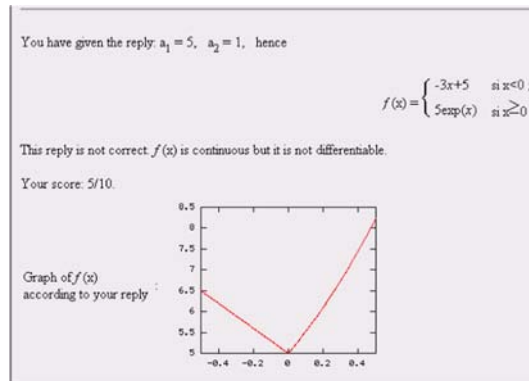 You have given the reply: a₁ = 5, a₂ = 1, hence
f(x) = { -3x+5 si x<0 ;
5exp(x) si x≥0
This reply is not correct. f(x) is continuous but it is not differentiable.
Your score: 5/10.
Graph of f(x)
according to your reply :
8.5
8
7.5
7
6.5
6
5.5
5
-0.4 -0.2 0 0.2 0.4